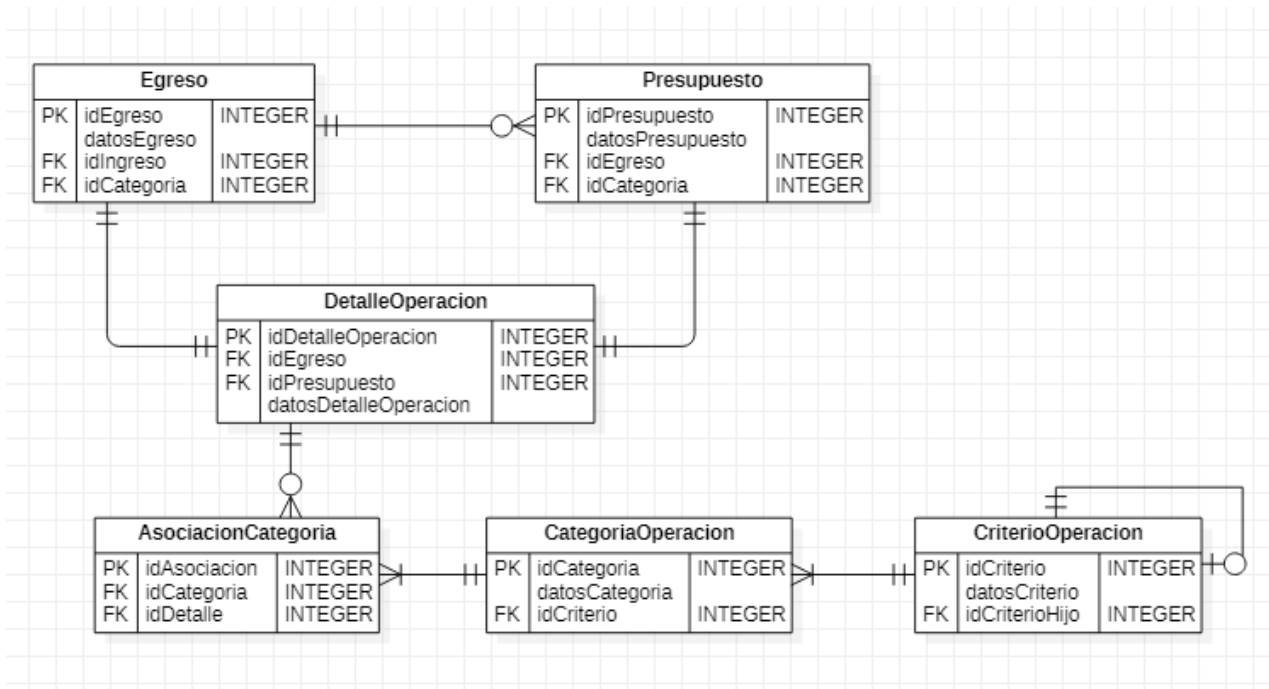 Egreso
PK idEgreso INTEGER
datosEgreso
FK idIngreso INTEGER
FK idCategoria INTEGER
Presupuesto
PK idPresupuesto INTEGER
datosPresupuesto
FK idEgreso INTEGER
FK idCategoria INTEGER
DetalleOperacion
PK idDetalleOperacion INTEGER
FK idEgreso INTEGER
FK idPresupuesto INTEGER
datosDetalleOperacion
AsociacionCategoria
PK idAsociacion INTEGER
FK idCategoria INTEGER
FK idDetalle INTEGER
CategoriaOperacion
PK idCategoria INTEGER
datosCategoria
FK idCriterio INTEGER
CriterioOperacion
PK idCriterio INTEGER
datosCriterio
FK idCriterioHijo INTEGER